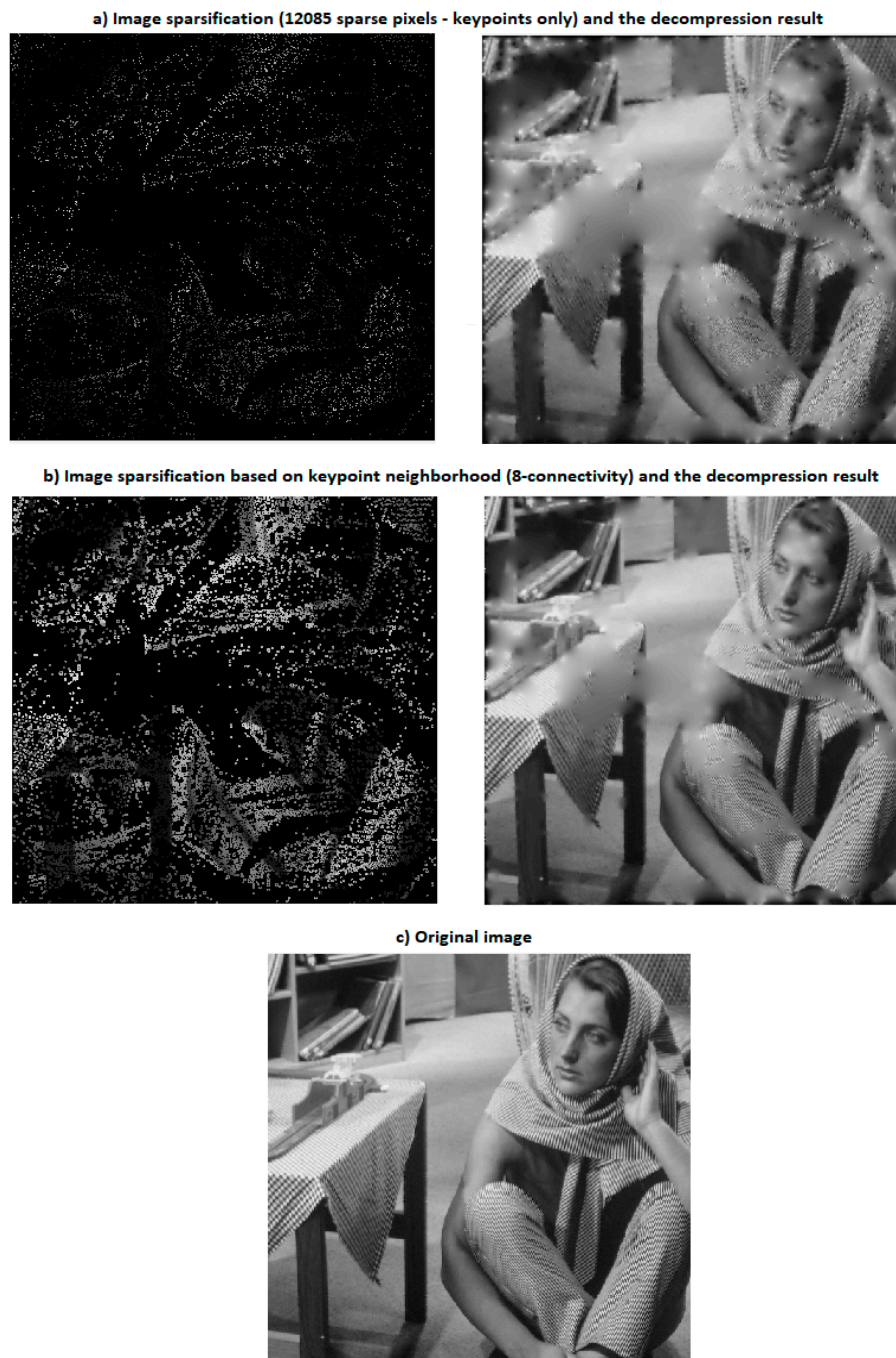 a) Image sparsification (12085 sparse pixels - keypoints only) and the decompression result
b) Image sparsification based on keypoint neighborhood (8-connectivity) and the decompression result
c) Original image